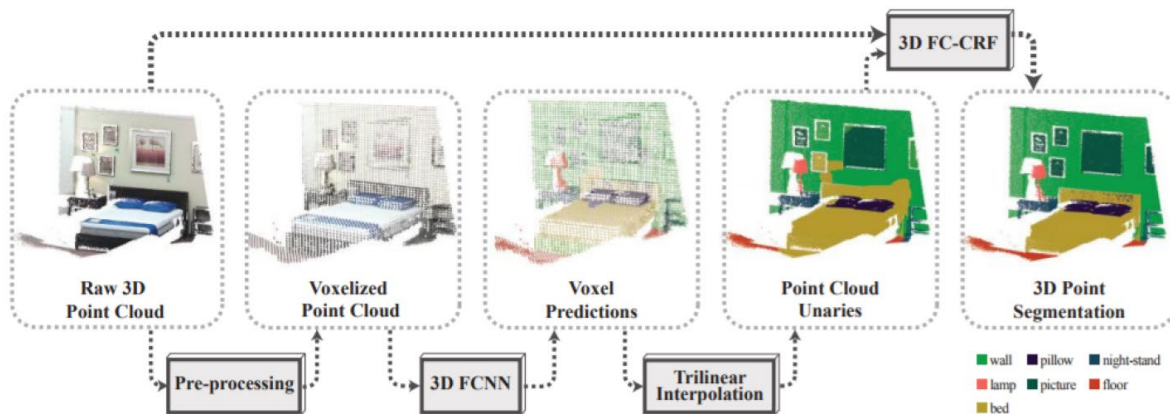 3D FC-CRF
Raw 3D
Point Cloud
Voxelized
Point Cloud
Voxel
Predictions
Point Cloud
Unaries
3D Point
Segmentation
Pre-processing
3D FCNN
Trilinear
Interpolation
wall
pillow
night-stand
lamp
picture
floor
bed